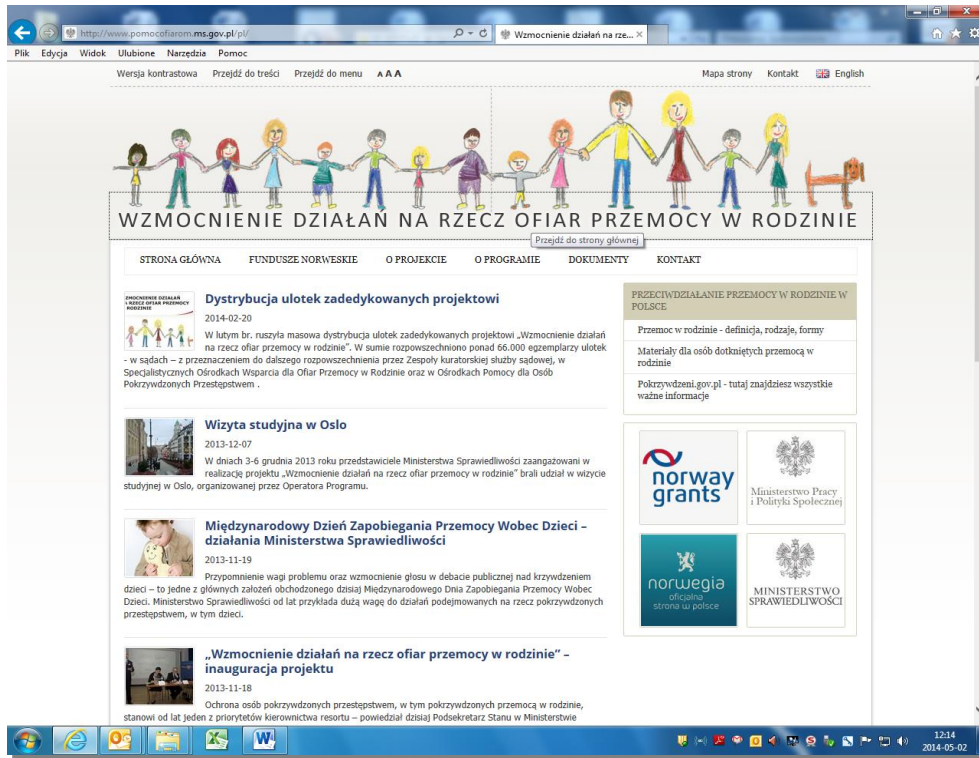 http://www.pomocofiarom.ms.gov.pl/pl/
Wzmocnienie działań na rze...
Plik Edycja Widok Ulubione Narzędzia Pomoc
Wersja kontrastowa Przejdź do treści Przejdź do menu A A A Mapa strony Kontakt English
WZMOCNIENIE DZIAŁAŃ NA RZECZ OFIAR PRZEMOCY W RODZINIE
Przejdź do strony głównej
STRONA GŁÓWNA FUNDUSZE NORWESKIE O PROJEKCIE O PROGRAMIE DOKUMENTY KONTAKT
Dystrybucja ulotek zadedykowanych projektowi
2014-02-20
W lutym br. ruszyła masowa dystrybucja ulotek zadedykowanych projektowi „Wzmocnienie działań
na rzecz ofiar przemocy w rodzinie”. W sumie rozpowszechniono ponad 66.000 egzemplarzy ulotek
- w sądach – z przeznaczeniem do dalszego rozpowszechnienia przez Zespoły kuratorskiej służby sądowej, w
Specjalistycznych Ośrodkach Wsparcia dla Ofiar Przemocy w Rodzinie oraz w Ośrodkach Pomocy dla Osób
Pokrzywdzonych Przestępstwem .
Wizyta studyjna w Oslo
2013-12-07
W dniach 3-6 grudnia 2013 roku przedstawiciele Ministerstwa Sprawiedliwości zaangażowani w
realizację projektu „Wzmocnienie działań na rzecz ofiar przemocy w rodzinie” brali udział w wizycie
studyjnej w Oslo, organizowanej przez Operatora Programu.
Międzynarodowy Dzień Zapobiegania Przemocy Wobec Dzieci –
działania Ministerstwa Sprawiedliwości
2013-11-19
Przypomnienie wagi problemu oraz wzmocnienie głosu w debacie publicznej nad krzywdzeniem
dzieci – to jedne z głównych założeń obchodzonego dzisiaj Międzynarodowego Dnia Zapobiegania Przemocy Wobec
Dzieci. Ministerstwo Sprawiedliwości od lat przykłada dużą wagę do działań podejmowanych na rzecz pokrzywdzonych
przestępstwem, w tym dzieci.
„Wzmocnienie działań na rzecz ofiar przemocy w rodzinie” –
inauguracja projektu
2013-11-18
Ochrona osób pokrzywdzonych przestępstwem, w tym pokrzywdzonych przemocą w rodzinie,
stanowi od lat jeden z priorytetów kierownictwa resortu – powiedział dzisiaj Podsekretarz Stanu w Ministerstwie
PRZECIWDZIAŁANIE PRZEMOCY W RODZINIE W
POLSCE
Przemoc w rodzinie - definicja, rodzaje, formy
Materiały dla osób dotkniętych przemocą w
rodzinie
Pokrzywdzeni.gov.pl - tutaj znajdziesz wszystkie
ważne informacje
norway
grants
Ministerstwo Pracy
i Polityki Społecznej
norwegia
oficjalna
strona w polsce
MINISTERSTWO
SPRAWIEDLIWOŚCI
12:14
2014-05-02